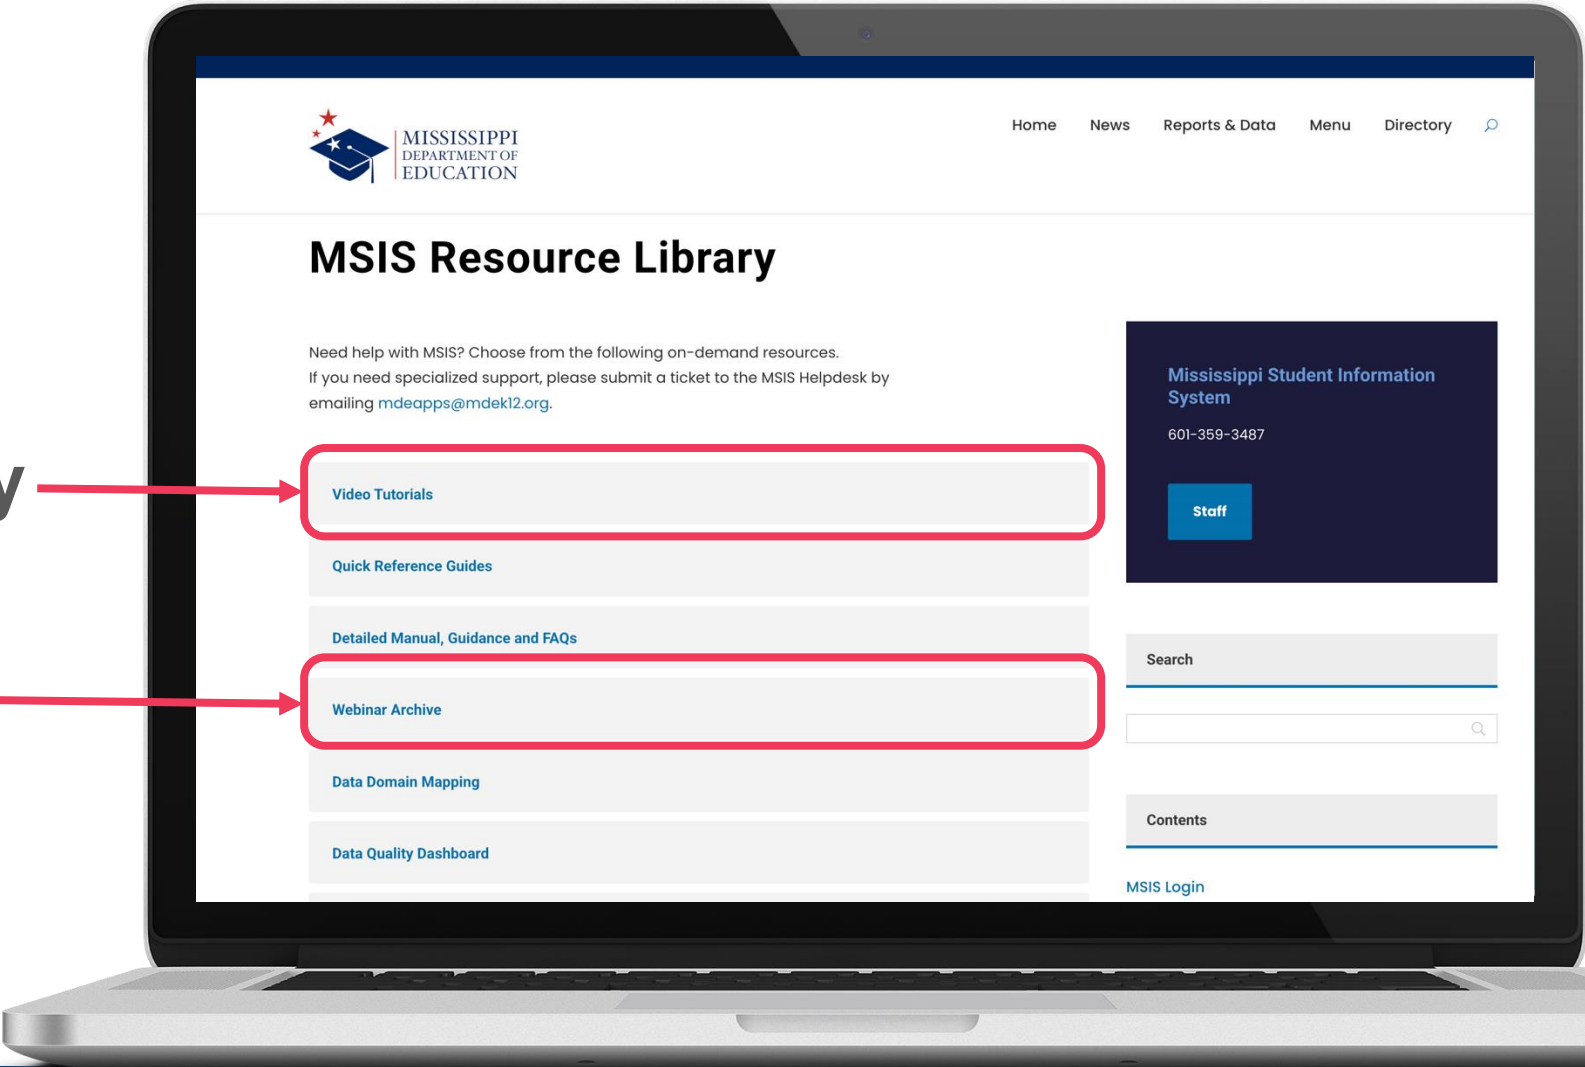 MISSISSIPPI
DEPARTMENT OF
EDUCATION
Home News Reports & Data Menu Directory
MSIS Resource Library
Need help with MSIS? Choose from the following on-demand resources.
If you need specialized support, please submit a ticket to the MSIS Helpdesk by
emailing mdeapps@mdek12.org.
Video Tutorials
Quick Reference Guides
Detailed Manual, Guidance and FAQs
Webinar Archive
Data Domain Mapping
Data Quality Dashboard
Mississippi Student Information
System
601-359-3487
Staff
Search
Contents
MSIS Login
y